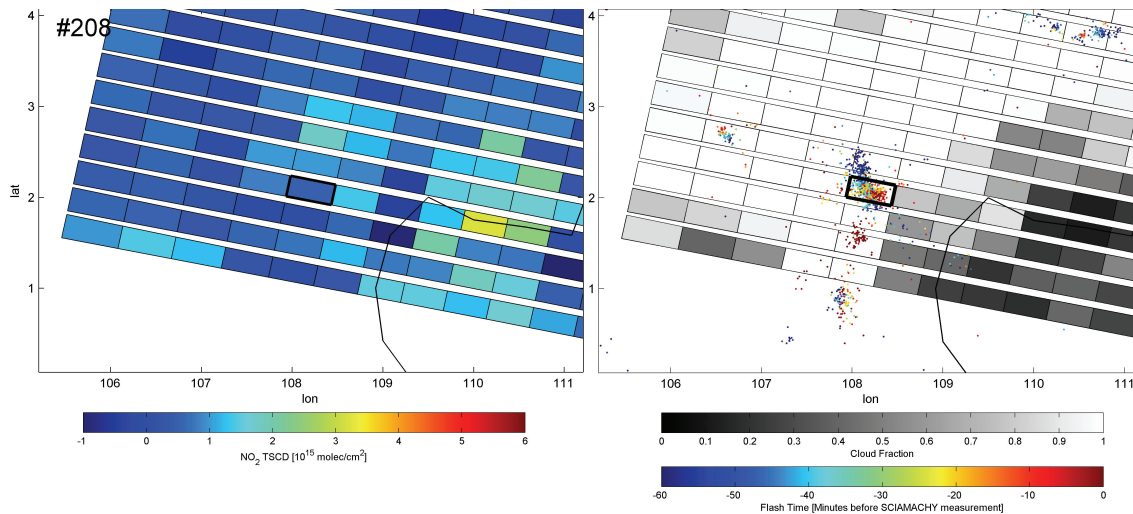 #208
4
3
2
1
lat
106 107 108 109 110 111
lon
-1 0 1 2 3 4 5 6
NO2 TSCD [10^15 molec/cm^2]
4
3
2
1
106 107 108 109 110 111
lon
0 0.1 0.2 0.3 0.4 0.5 0.6 0.7 0.8 0.9 1
Cloud Fraction
-60 -50 -40 -30 -20 -10 0
Flash Time [Minutes before SCIAMACHY measurement]